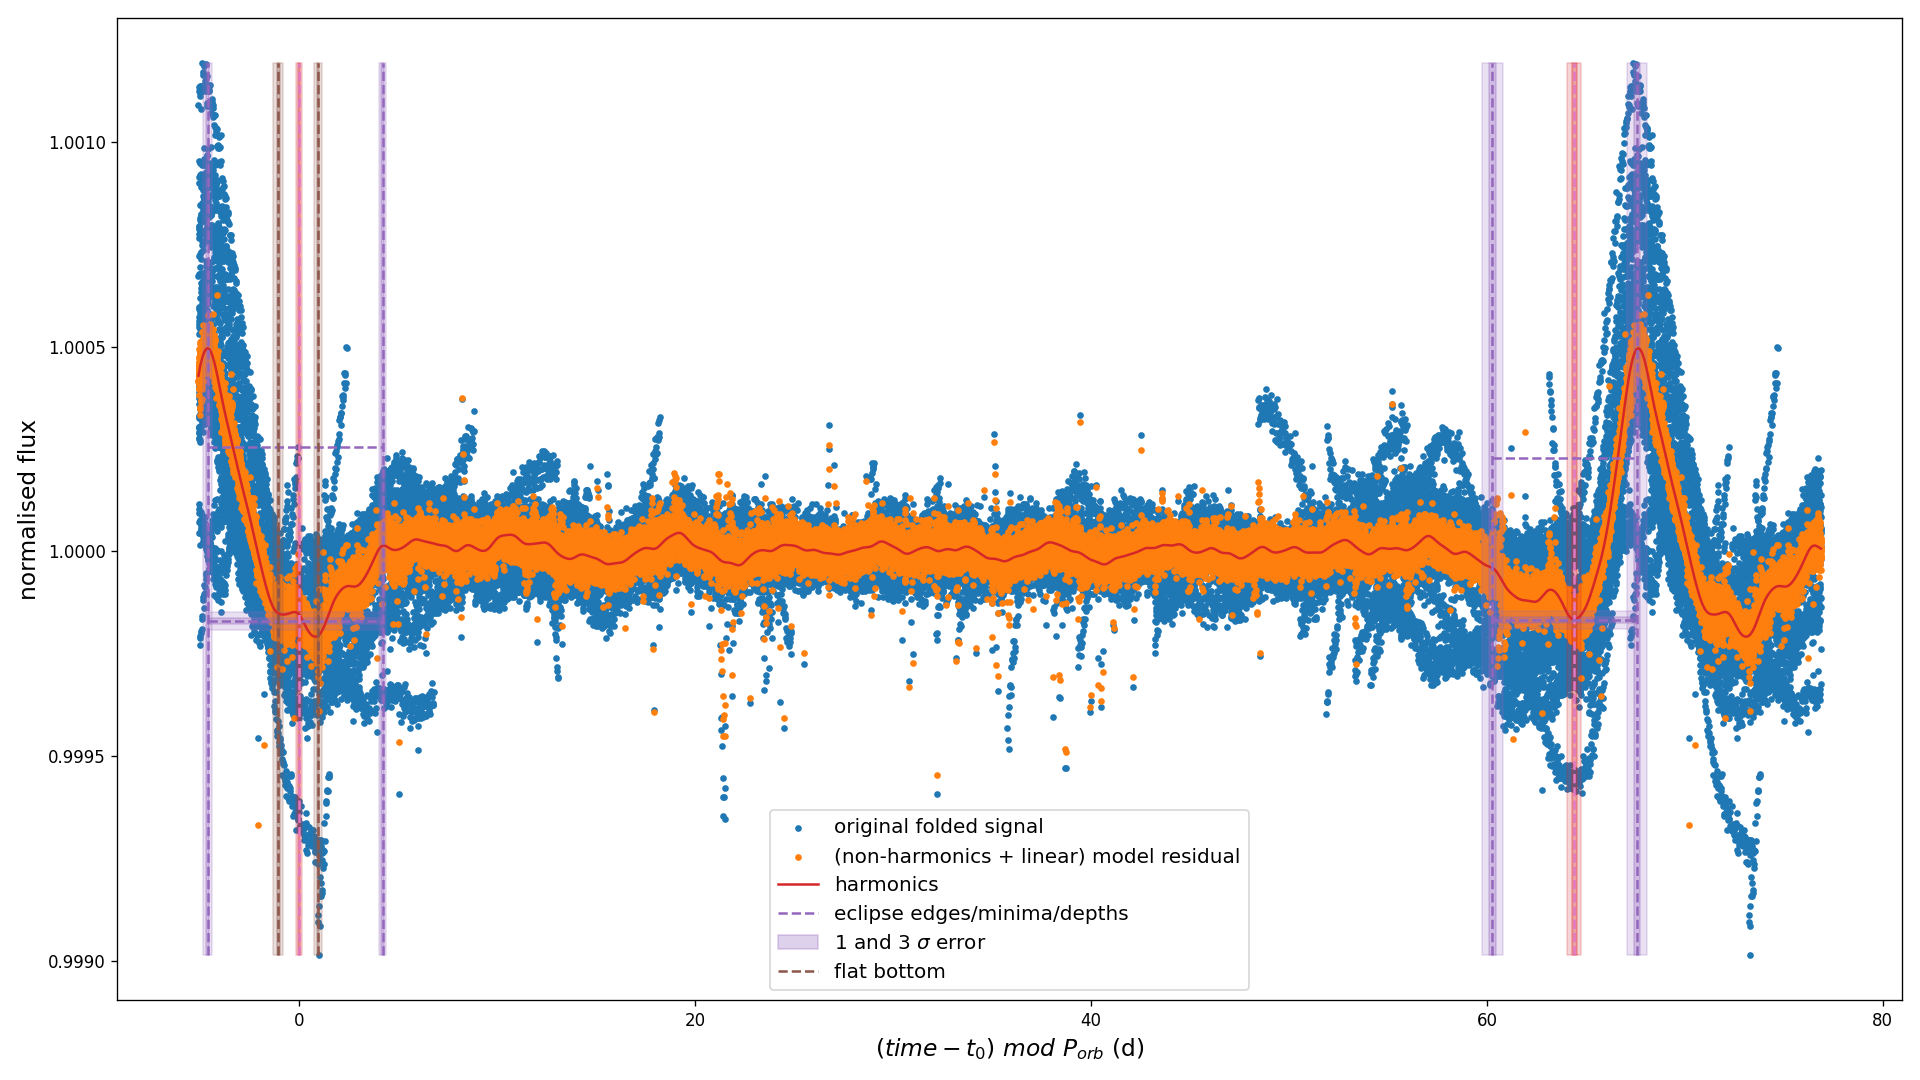 normalised flux
1.0010
1.0005
1.0000
0.9995
0.9990
original folded signal
(non-harmonics + linear) model residual
harmonics
eclipse edges/minima/depths
1 and 3 σ error
flat bottom
0 20 40 60 80
(time − t₀) mod P_orb (d)